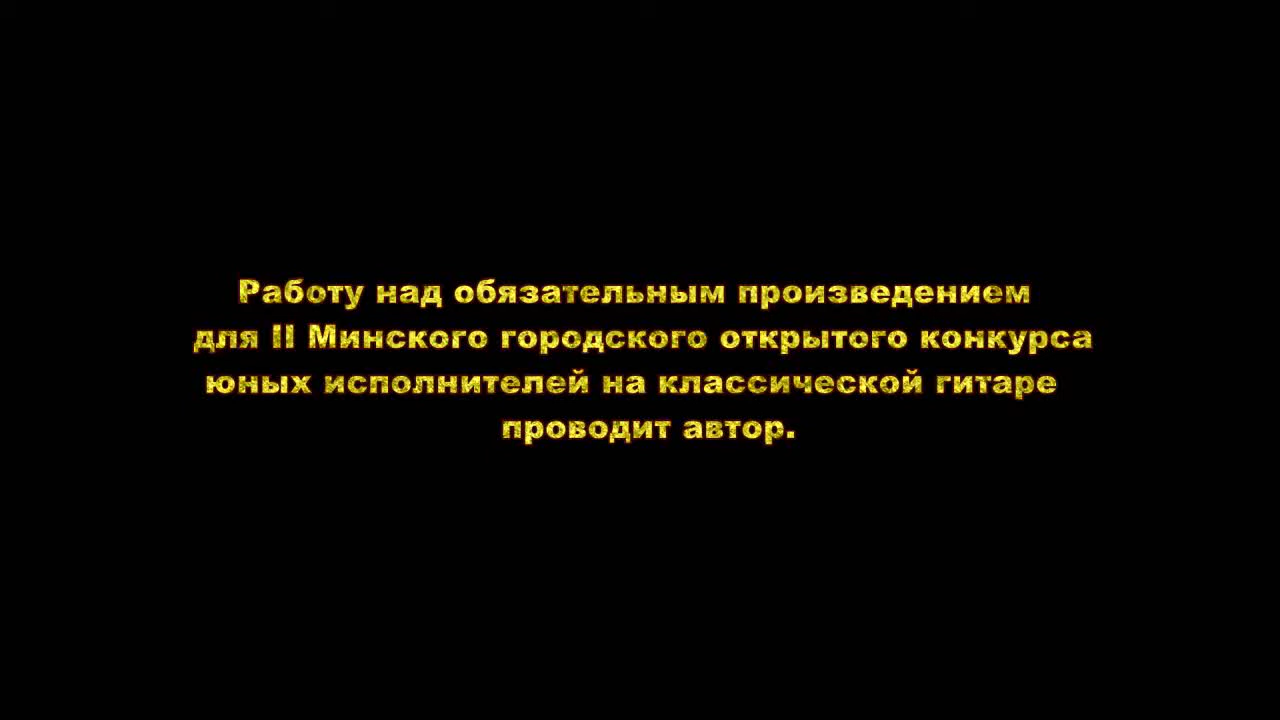 Работу над обязательным произведением
для II Минского городского открытого конкурса
юных исполнителей на классической гитаре
проводит автор.